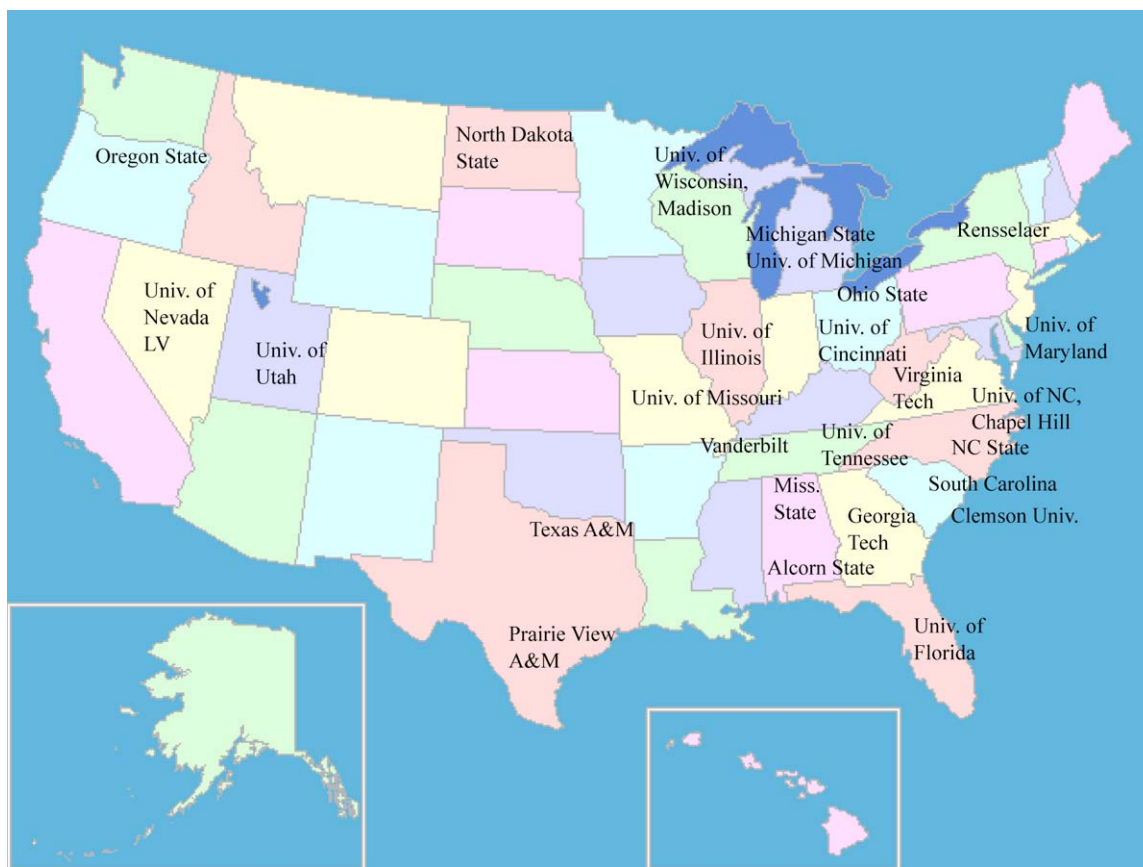 North Dakota
State
Oregon State
Univ. of
Wisconsin,
Madison
Rensselaer
Michigan State
Univ. of Michigan
Ohio State
Univ. of
Nevada
LV
Univ. of
Utah
Univ. of
Illinois
Univ. of
Cincinnati
Univ. of
Maryland
Virginia
Tech
Univ. of Missouri
Univ. of NC,
Chapel Hill
NC State
Vanderbilt
Univ. of
Tennessee
South Carolina
Clemson Univ.
Miss.
State
Georgia
Tech
Texas A&M
Alcorn State
Prairie View
A&M
Univ. of
Florida